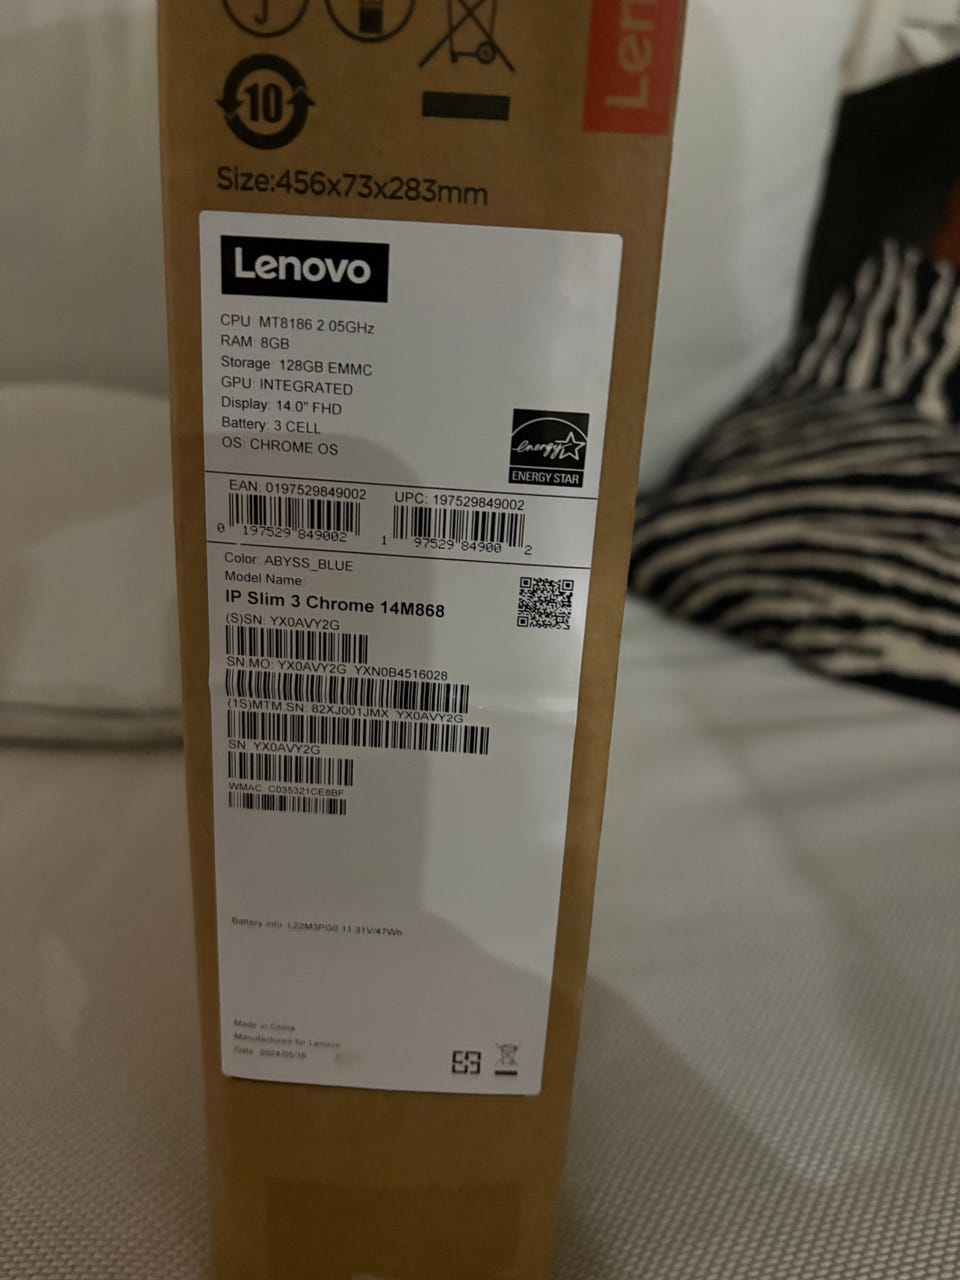 Len
10
Size:456x73x283mm
Lenovo
CPU: MT8186 2.05GHz
RAM: 8GB
Storage: 128GB EMMC
GPU: INTEGRATED
Display: 14.0" FHD
Battery: 3 CELL
OS: CHROME OS
energy
ENERGY STAR
EAN: 0197529849002
UPC: 197529849002
0 197529 849002
1 97529 84900 2
Color: ABYSS_BLUE
Model Name:
IP Slim 3 Chrome 14M868
(S)SN: YX0AVY2G
SN.MO: YX0AVY2G YXN0B4516028
(1S)MTM.SN: 82XJ001JMX YX0AVY2G
SN: YX0AVY2G
WMAC: C035321CE8BF
Battery info: L22M3PG0 11.31V/47Wh
Made in China
Manufactured for Lenovo
Date: 2024/05/16